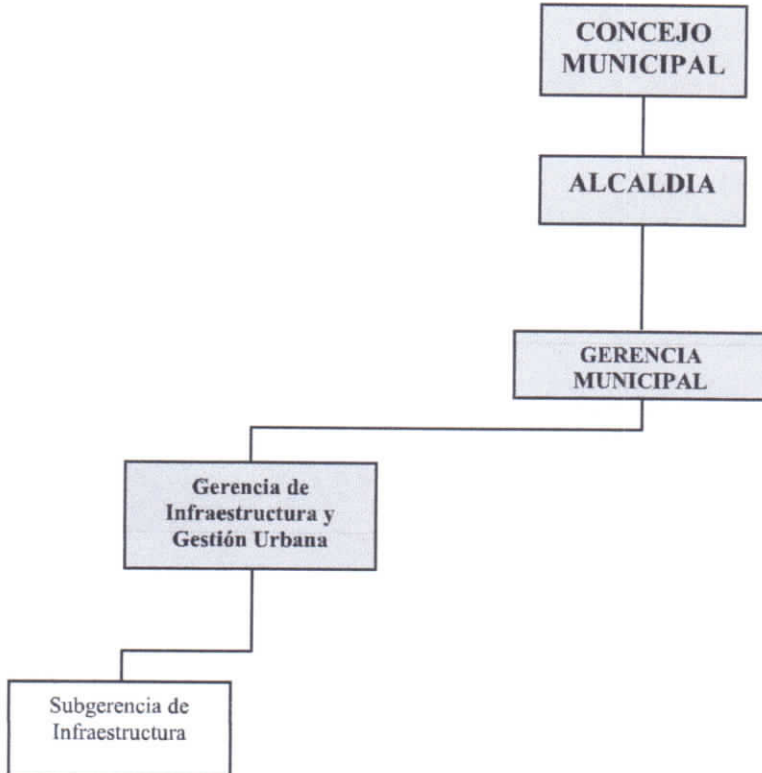 CONCEJO
MUNICIPAL
ALCALDIA
GERENCIA
MUNICIPAL
Gerencia de
Infraestructura y
Gestión Urbana
Subgerencia de
Infraestructura